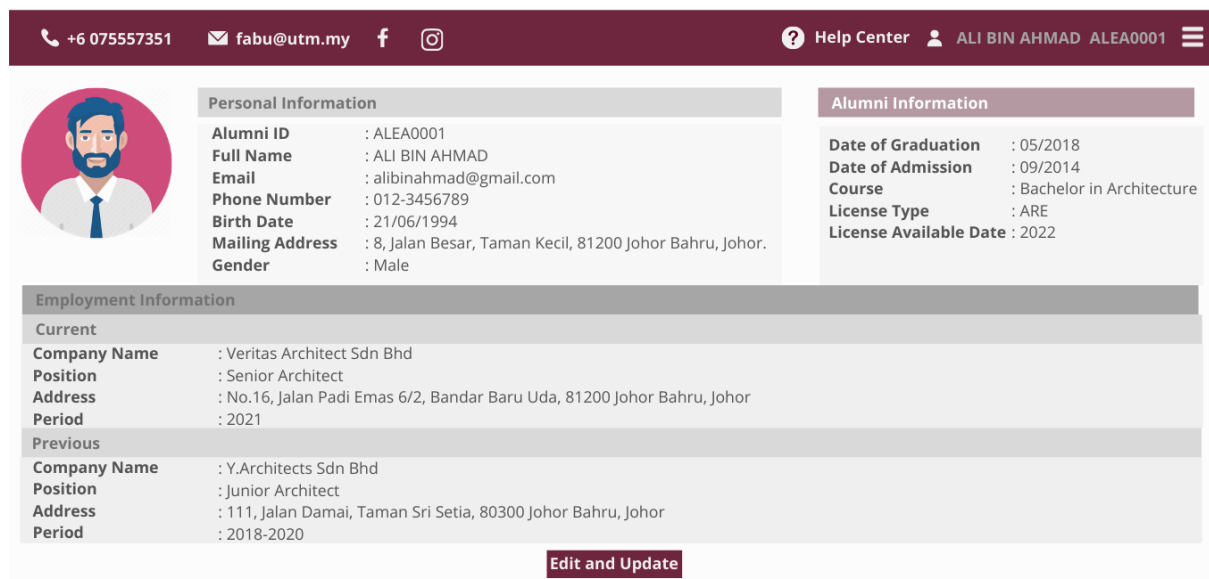 +6 075557351 fabu@utm.my Help Center ALI BIN AHMAD ALEA0001
Personal Information
Alumni ID : ALEA0001
Full Name : ALI BIN AHMAD
Email : alibinahmad@gmail.com
Phone Number : 012-3456789
Birth Date : 21/06/1994
Mailing Address : 8, Jalan Besar, Taman Kecil, 81200 Johor Bahru, Johor.
Gender : Male
Alumni Information
Date of Graduation : 05/2018
Date of Admission : 09/2014
Course : Bachelor in Architecture
License Type : ARE
License Available Date : 2022
Employment Information
Current
Company Name : Veritas Architect Sdn Bhd
Position : Senior Architect
Address : No.16, Jalan Padi Emas 6/2, Bandar Baru Uda, 81200 Johor Bahru, Johor
Period : 2021
Previous
Company Name : Y.Architects Sdn Bhd
Position : Junior Architect
Address : 111, Jalan Damai, Taman Sri Setia, 80300 Johor Bahru, Johor
Period : 2018-2020
Edit and Update